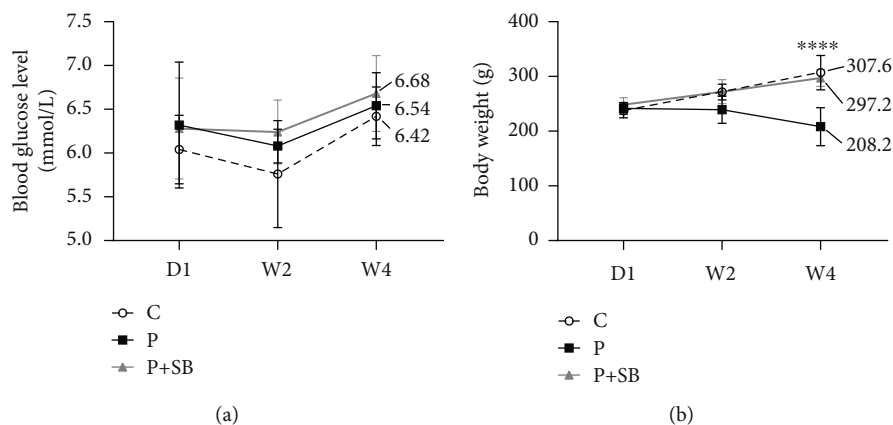 Blood glucose level
(mmol/L)
7.5
7.0
6.5
6.0
5.5
5.0
6.68
6.54
6.42
D1 W2 W4
C
P
P+SB
(a)
Body weight (g)
400
300
200
100
0
****
307.6
297.2
208.2
D1 W2 W4
C
P
P+SB
(b)